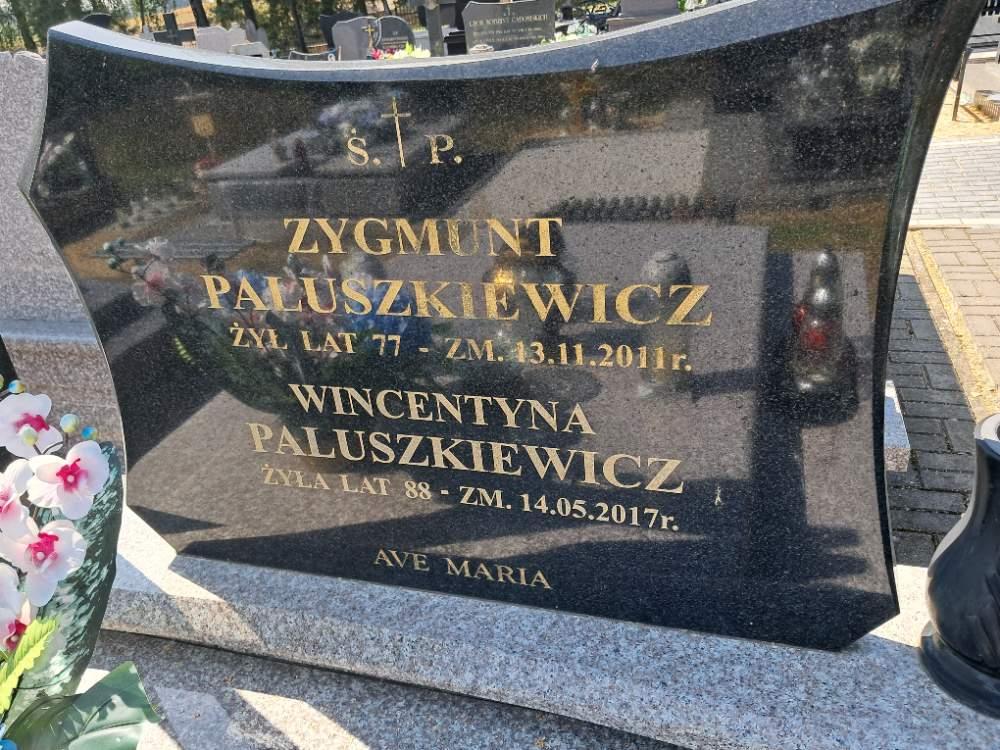 Ś. P.
ZYGMUNT
PALUSZKIEWICZ
ŻYŁ LAT 77 - ZM. 13.11.2011r.
WINCENTYNA
PALUSZKIEWICZ
ŻYŁA LAT 88 - ZM. 14.05.2017r.
AVE MARIA